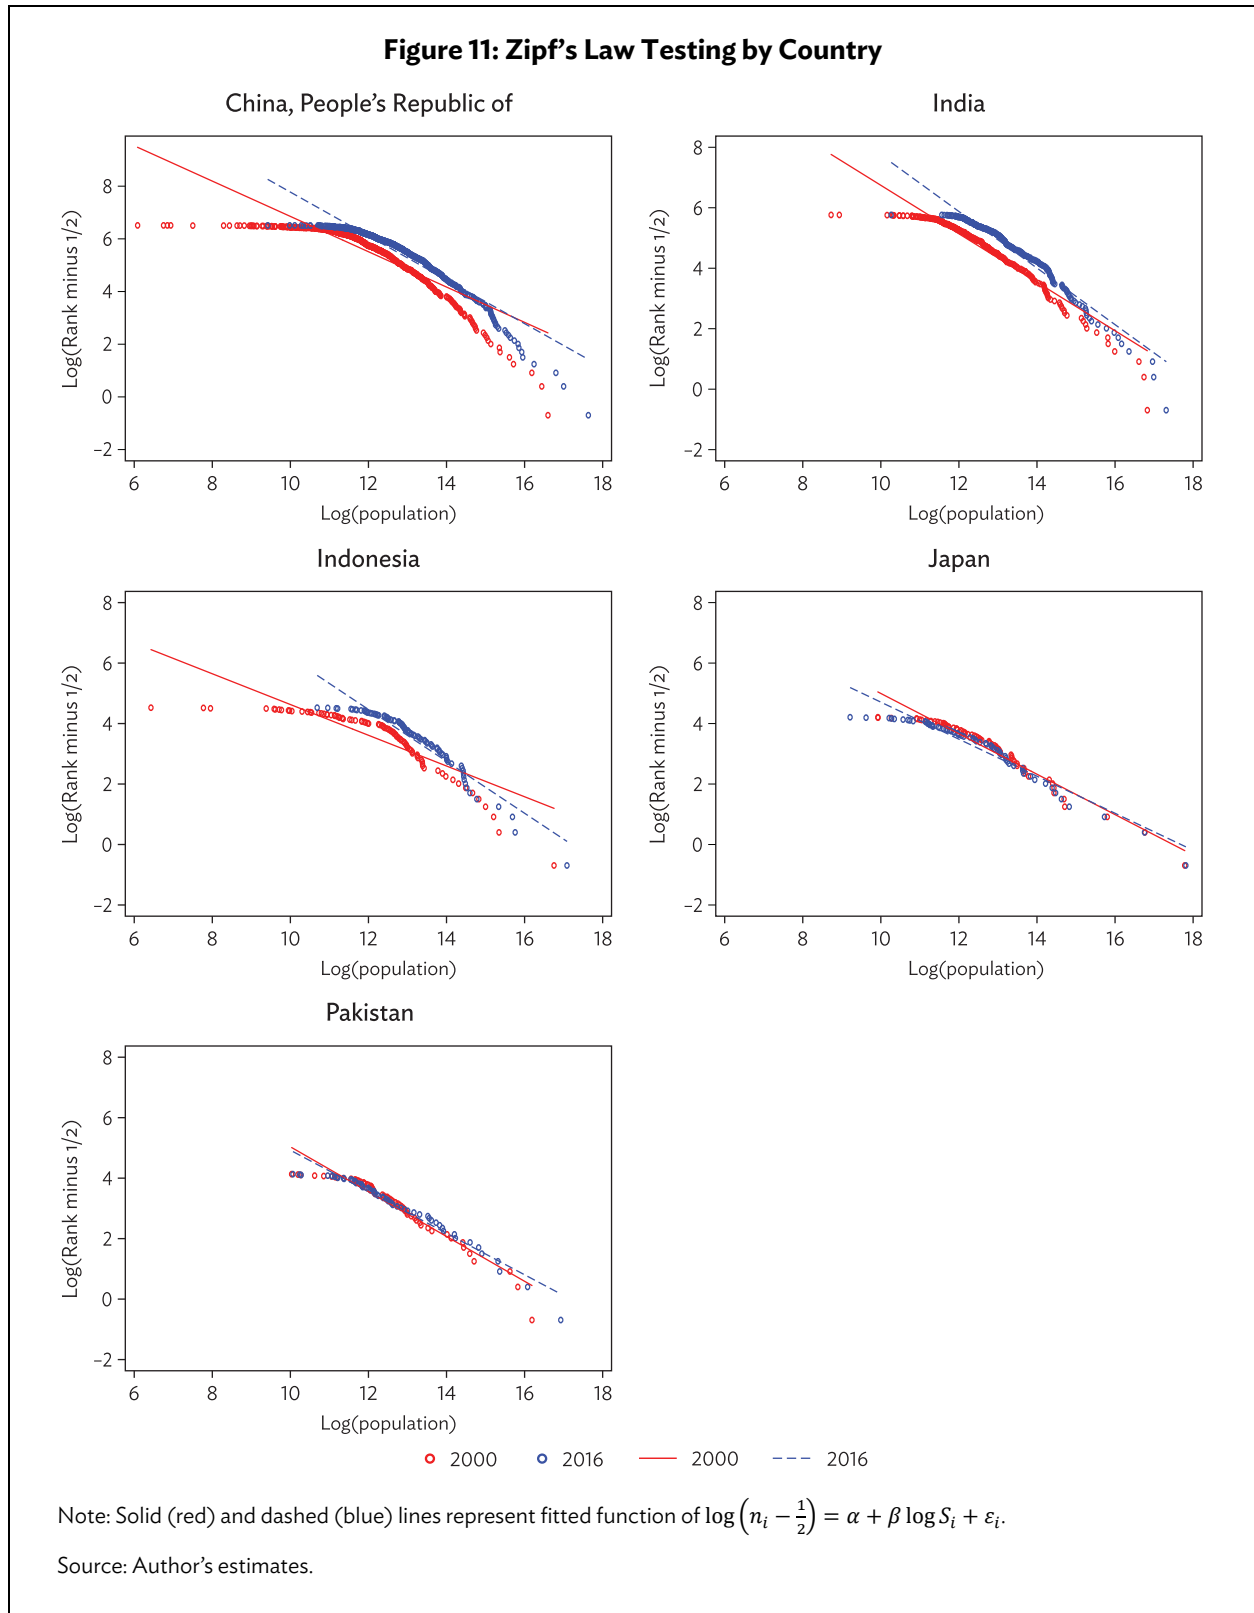 Figure 11: Zipf’s Law Testing by Country
China, People’s Republic of
Log(Rank minus 1/2)
8
6
4
2
0
–2
6 8 10 12 14 16 18
Log(population)
India
Log(Rank minus 1/2)
8
6
4
2
0
–2
6 8 10 12 14 16 18
Log(population)
Indonesia
Log(Rank minus 1/2)
8
6
4
2
0
–2
6 8 10 12 14 16 18
Log(population)
Japan
Log(Rank minus 1/2)
8
6
4
2
0
–2
6 8 10 12 14 16 18
Log(population)
Pakistan
Log(Rank minus 1/2)
8
6
4
2
0
–2
6 8 10 12 14 16 18
Log(population)
2000 2016 2000 2016
Note: Solid (red) and dashed (blue) lines represent fitted function of log(nᵢ − 1/2) = α + β log Sᵢ + εᵢ.
Source: Author’s estimates.